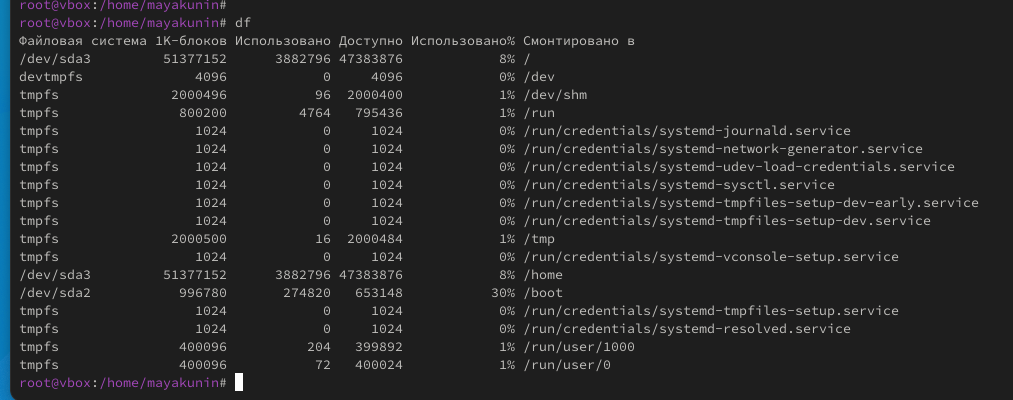 root@vbox:/home/mayakunin#
root@vbox:/home/mayakunin# df
Файловая система 1K-блоков Использовано Доступно Использовано% Смонтировано в
/dev/sda3 51377152 3882796 47383876 8% /
devtmpfs 4096 0 4096 0% /dev
tmpfs 2000496 96 2000400 1% /dev/shm
tmpfs 800200 4764 795436 1% /run
tmpfs 1024 0 1024 0% /run/credentials/systemd-journald.service
tmpfs 1024 0 1024 0% /run/credentials/systemd-network-generator.service
tmpfs 1024 0 1024 0% /run/credentials/systemd-udev-load-credentials.service
tmpfs 1024 0 1024 0% /run/credentials/systemd-sysctl.service
tmpfs 1024 0 1024 0% /run/credentials/systemd-tmpfiles-setup-dev-early.service
tmpfs 1024 0 1024 0% /run/credentials/systemd-tmpfiles-setup-dev.service
tmpfs 2000500 16 2000484 1% /tmp
tmpfs 1024 0 1024 0% /run/credentials/systemd-vconsole-setup.service
/dev/sda3 51377152 3882796 47383876 8% /home
/dev/sda2 996780 274820 653148 30% /boot
tmpfs 1024 0 1024 0% /run/credentials/systemd-tmpfiles-setup.service
tmpfs 1024 0 1024 0% /run/credentials/systemd-resolved.service
tmpfs 400096 204 399892 1% /run/user/1000
tmpfs 400096 72 400024 1% /run/user/0
root@vbox:/home/mayakunin#